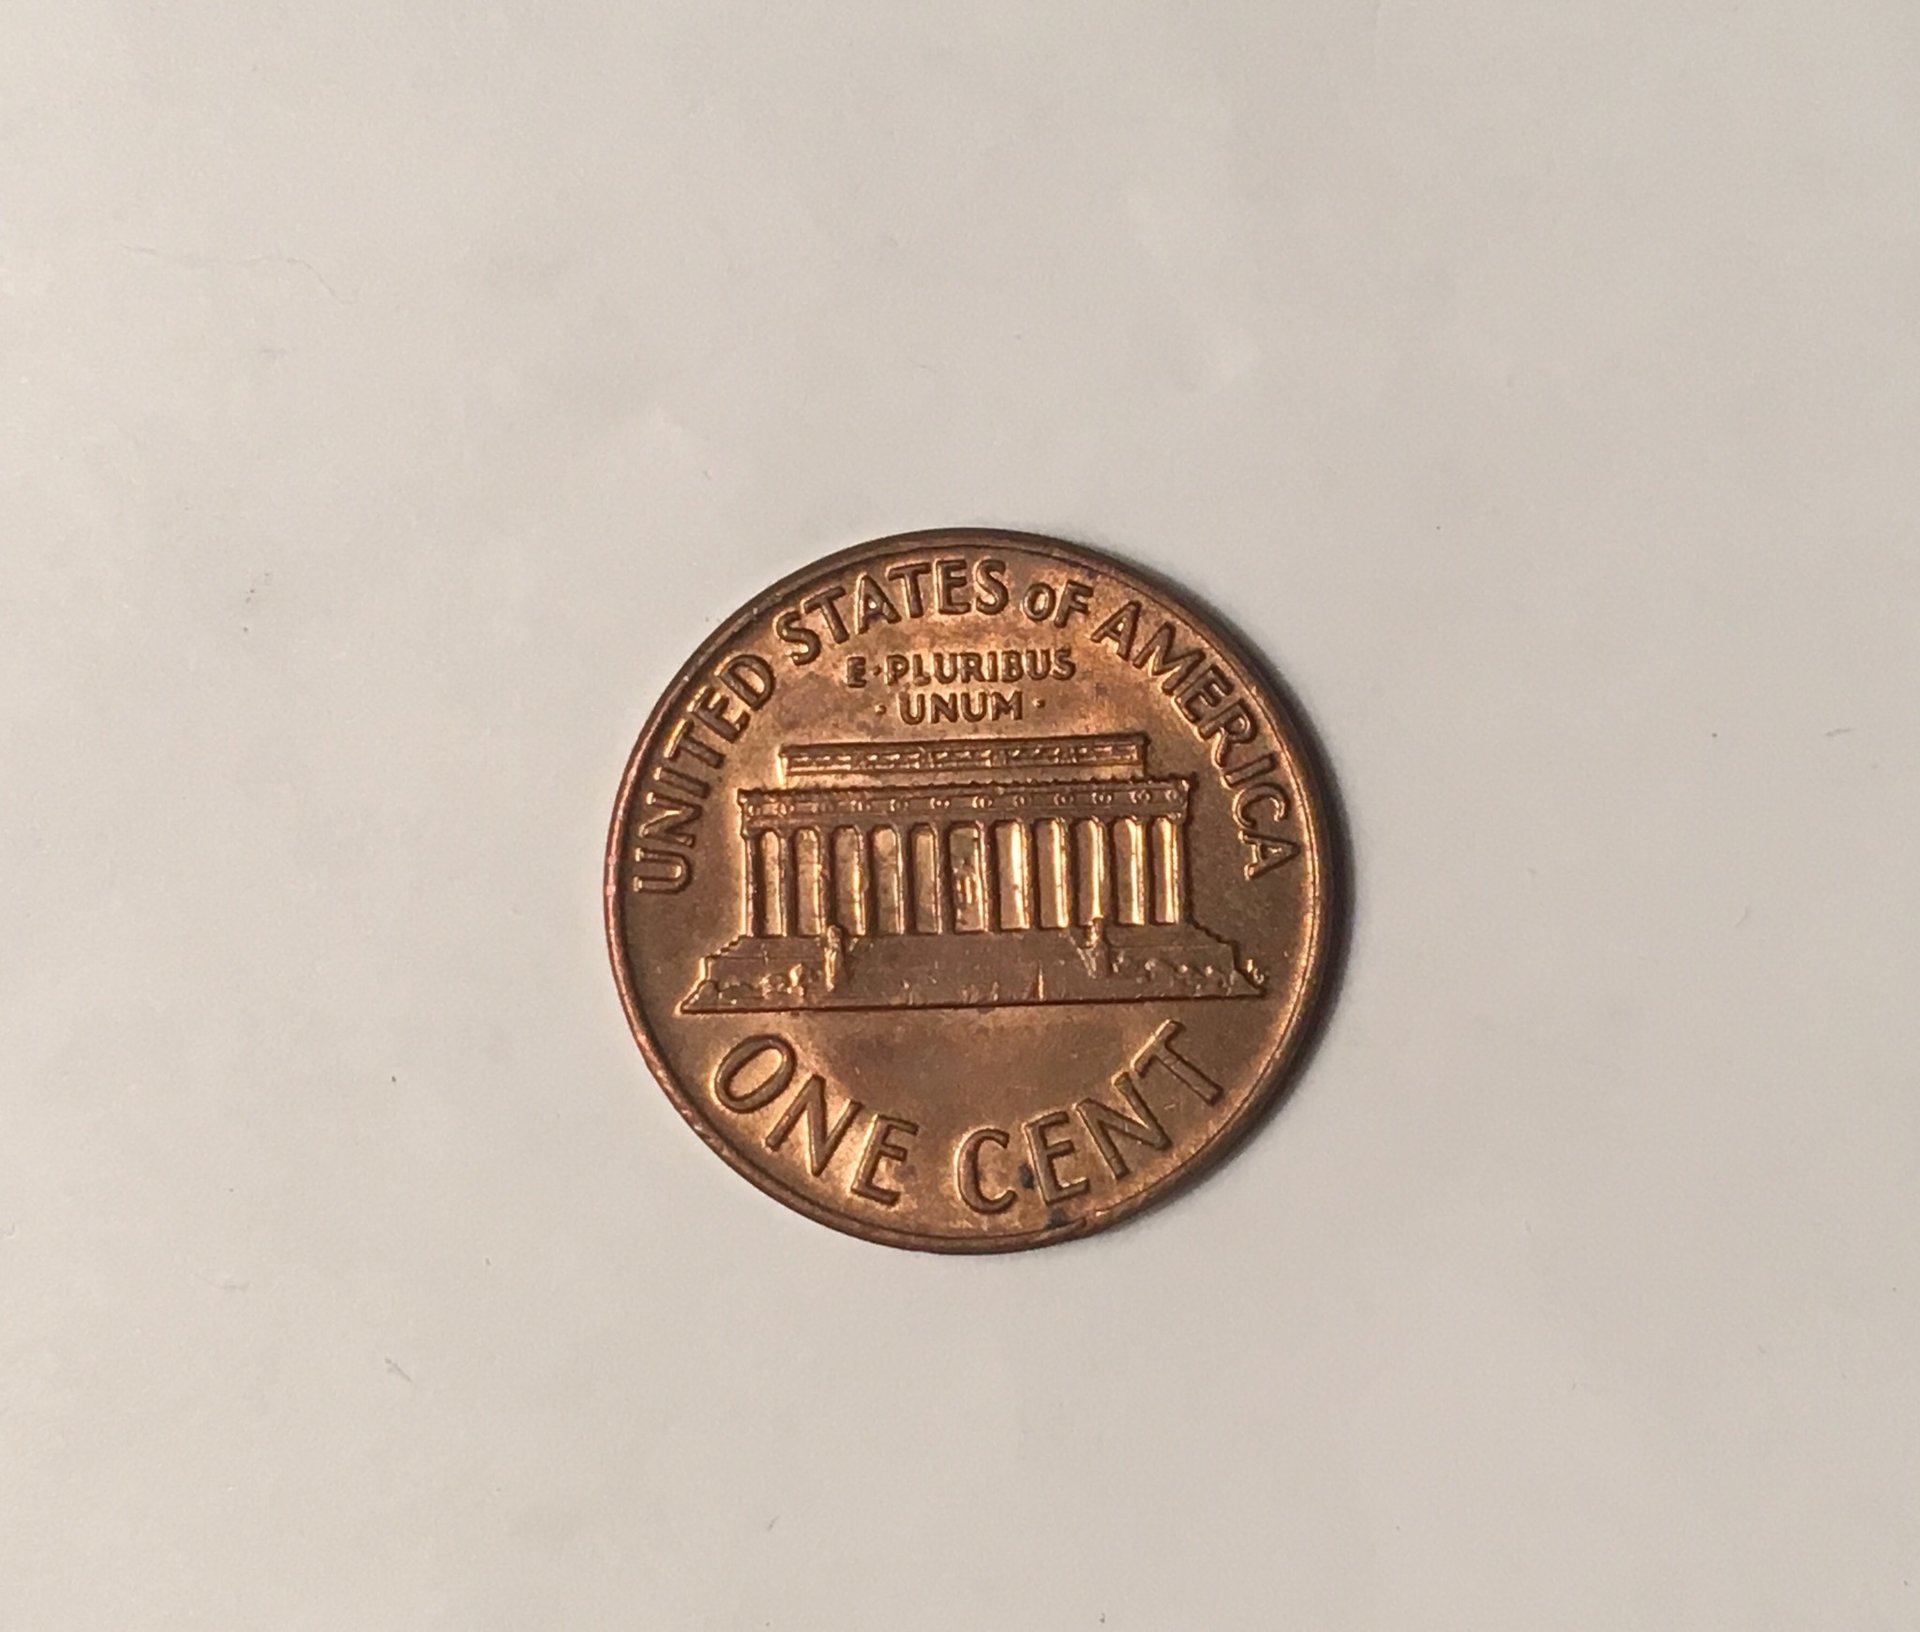 UNITED STATES OF AMERICA
E·PLURIBUS
·UNUM·
ONE CENT